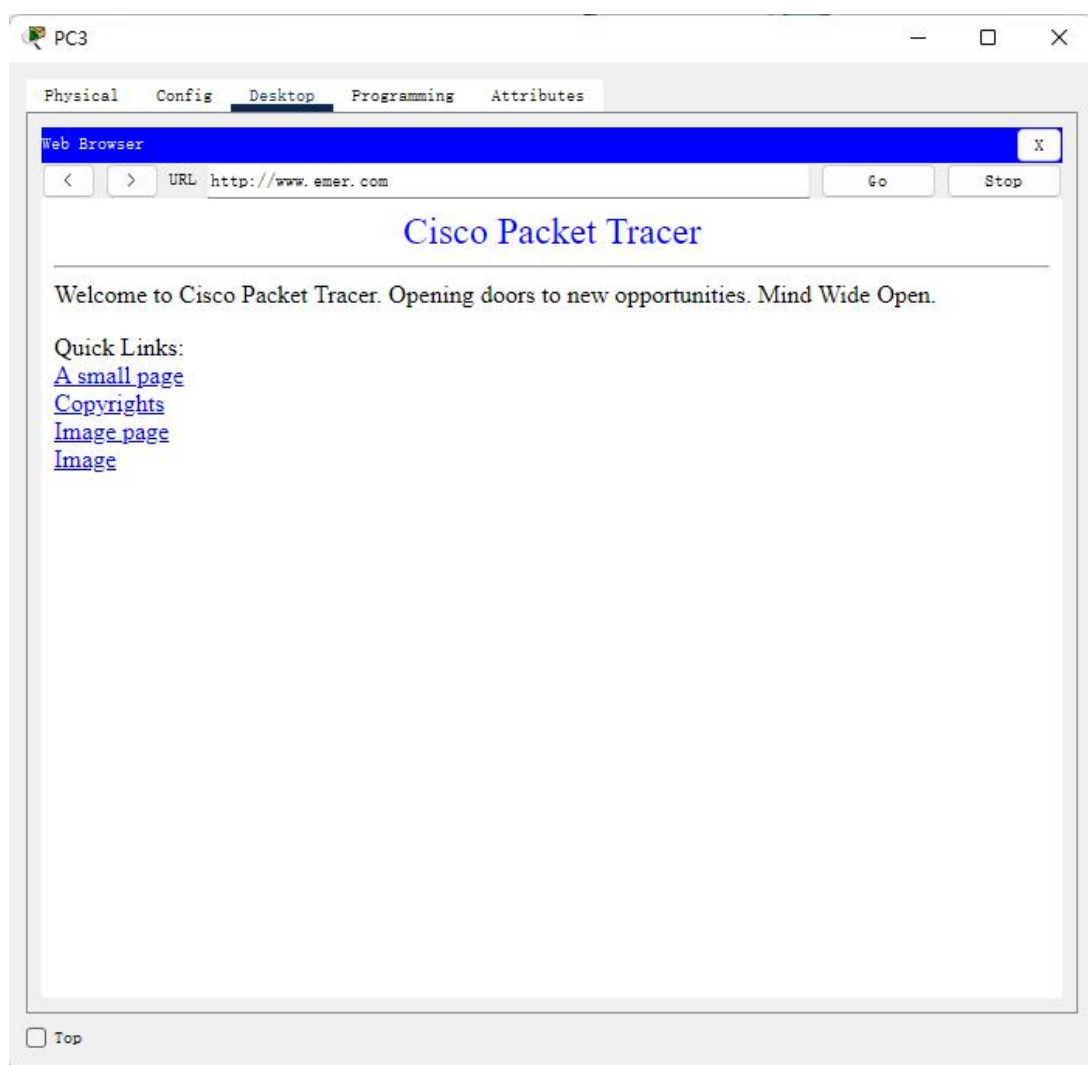 PC3
Physical Config Desktop Programming Attributes
Web Browser X
< > URL http://www.emer.com Go Stop
Cisco Packet Tracer
Welcome to Cisco Packet Tracer. Opening doors to new opportunities. Mind Wide Open.
Quick Links:
A small page
Copyrights
Image page
Image
Top